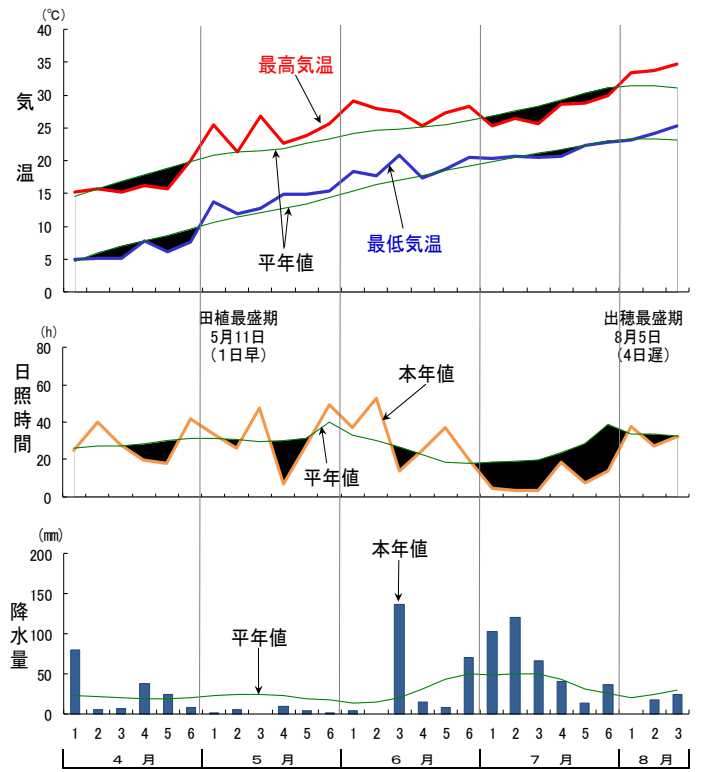 (℃)
40
35
30
25
20
15
10
5
0
気
温
最高気温
平年値
最低気温
田植最盛期
5月11日
(1日早)
出穂最盛期
8月5日
(4日遅)
(h)
80
60
40
20
0
日
照
時
間
本年値
平年値
(㎜)
200
150
100
50
0
降
水
量
本年値
平年値
1 2 3 4 5 6 1 2 3 4 5 6 1 2 3 4 5 6 1 2 3 4 5 6 1 2 3
4 月 5 月 6 月 7 月 8 月